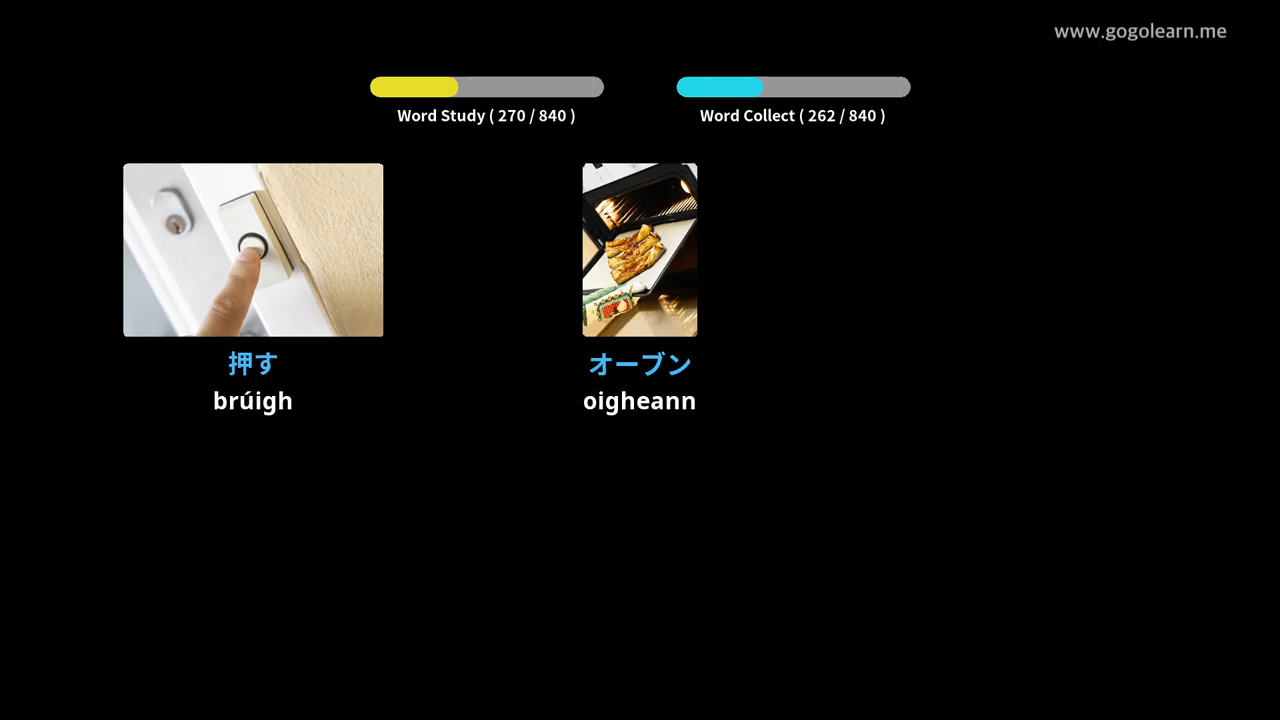 www.gogolearn.me
Word Study ( 270 / 840 )
Word Collect ( 262 / 840 )
押す
brúigh
オーブン
oigheann